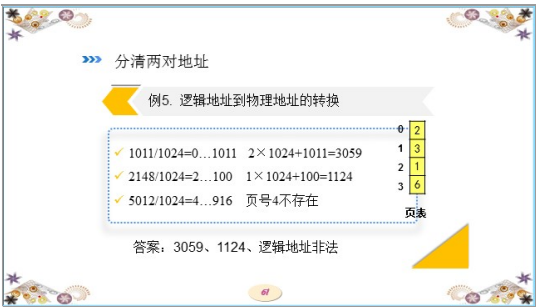 分清两对地址
例5. 逻辑地址到物理地址的转换
1011/1024=0…1011 2×1024+1011=3059
2148/1024=2…100 1×1024+100=1124
5012/1024=4…916 页号4不存在
0 2
1 3
2 1
3 6
页表
答案：3059、1124、逻辑地址非法
61